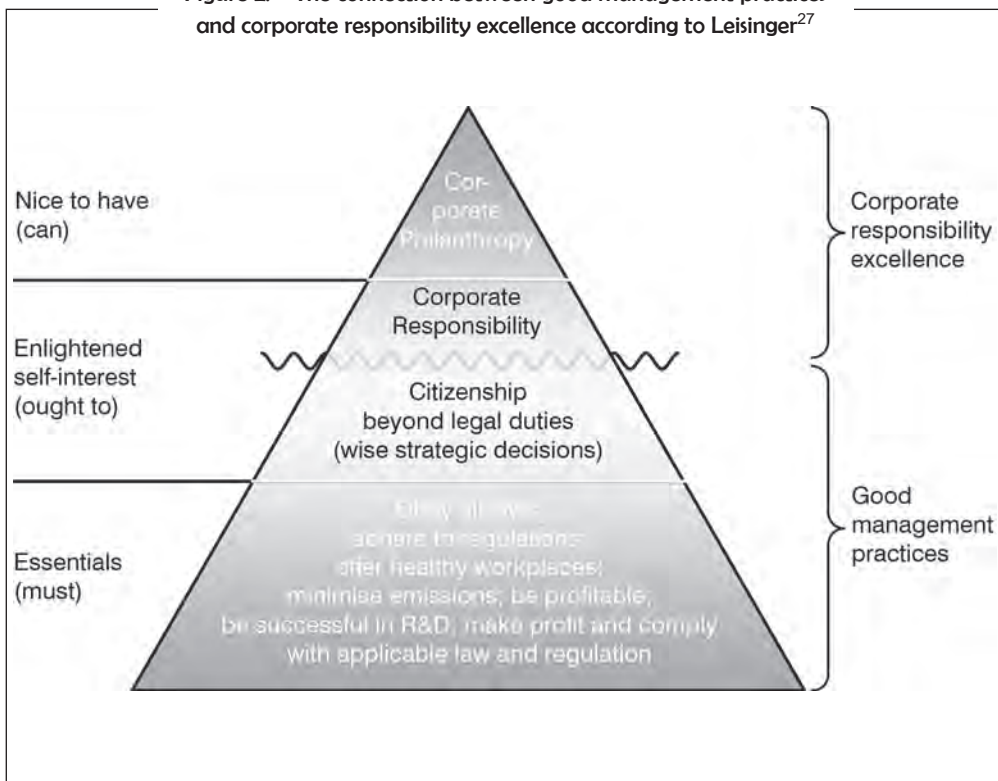 and corporate responsibility excellence according to Leisinger27
Nice to have
(can)
Cor-
porate
Philanthropy
Corporate
responsibility
excellence
Corporate
Responsibility
Enlightened
self-interest
(ought to)
Citizenship
beyond legal duties
(wise strategic decisions)
Good
management
practices
Essentials
(must)
adhere to regulations;
offer healthy workplaces;
minimise emissions; be profitable;
be successful in R&D; make profit and comply
with applicable law and regulation